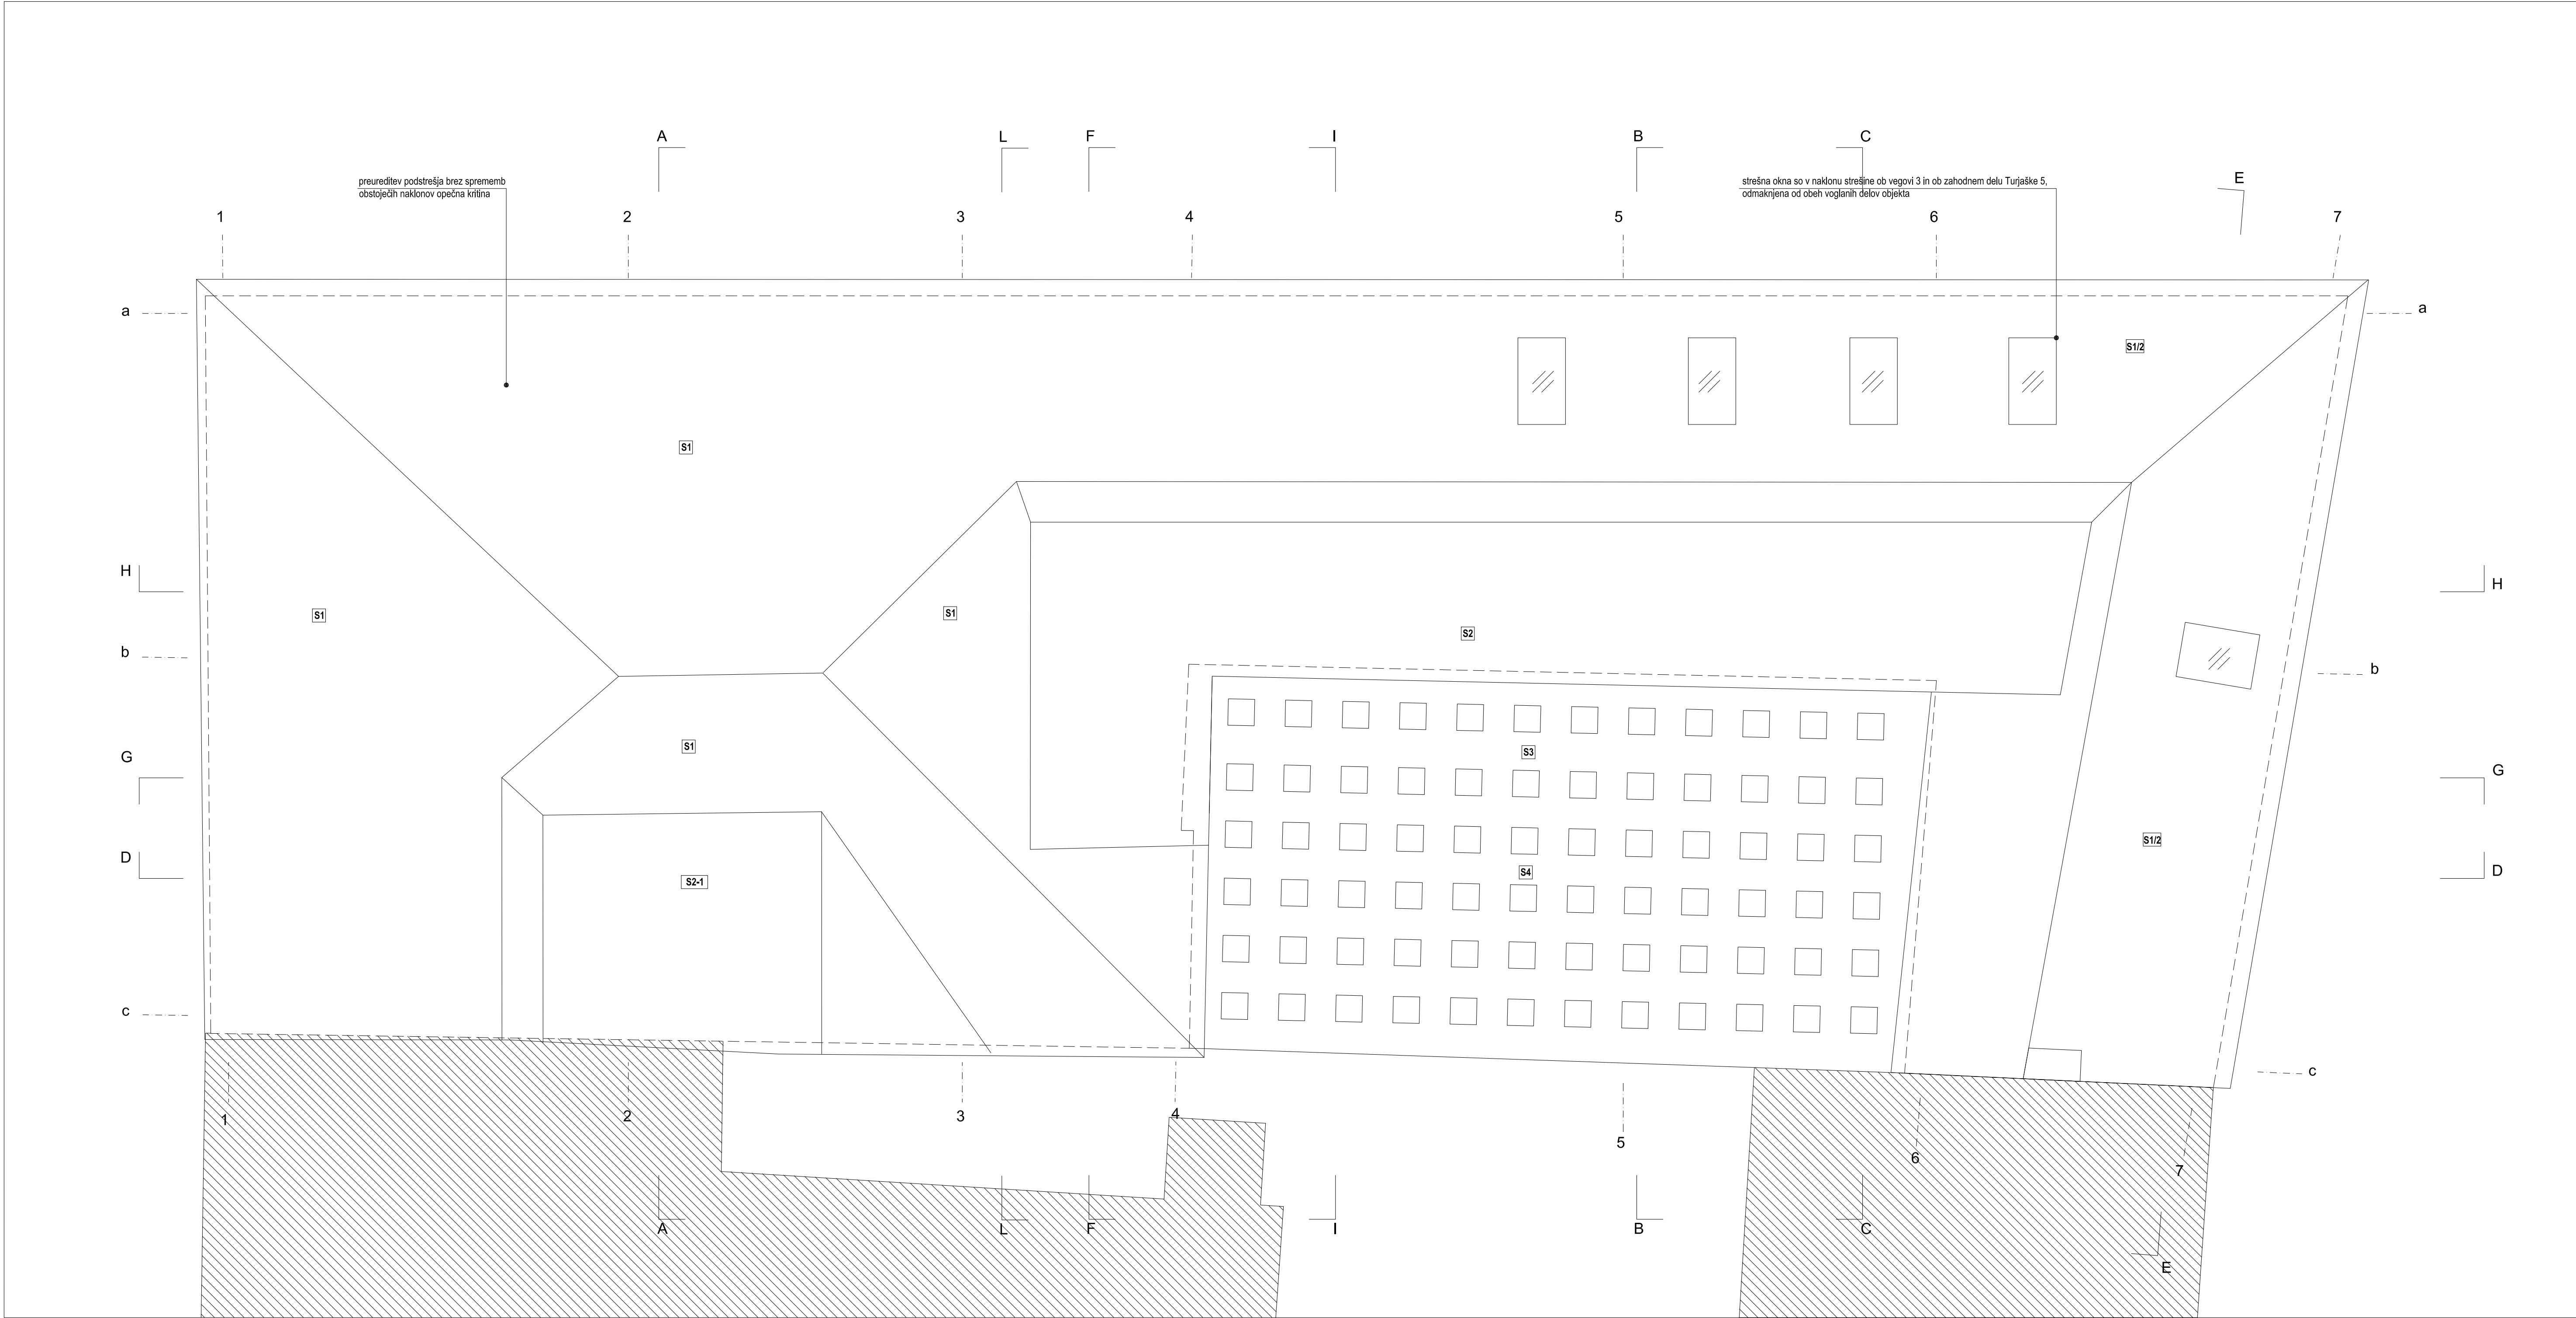 A L F I B C
E
preureditev podstrešja brez sprememb
obstoječih naklonov opečna kritina
strešna okna so v naklonu strešine ob vegovi 3 in ob zahodnem delu Turjaške 5,
odmaknjena od obeh voglanih delov objekta
1 2 3 4 5 6 7
a a
S1/2
S1
H H
S1 S1
S2
b b
S1
S3
G G
S1/2
D D
S4
S2-1
c
c
1 2 3 4
5
6
7
A L F I B C
E